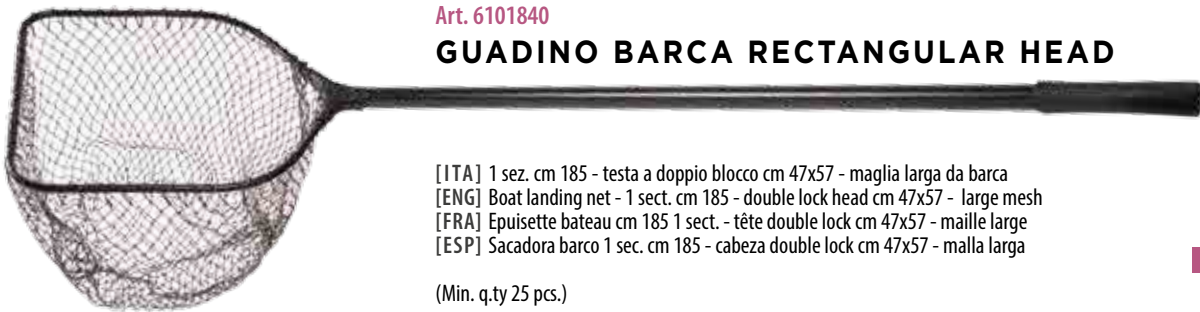 Art. 6101840
GUADINO BARCA RECTANGULAR HEAD
[ITA] 1 sez. cm 185 - testa a doppio blocco cm 47x57 - maglia larga da barca
[ENG] Boat landing net - 1 sect. cm 185 - double lock head cm 47x57 - large mesh
[FRA] Epuisette bateau cm 185 1 sect. - tête double lock cm 47x57 - maille large
[ESP] Sacadora barco 1 sec. cm 185 - cabeza double lock cm 47x57 - malla larga
(Min. q.ty 25 pcs.)